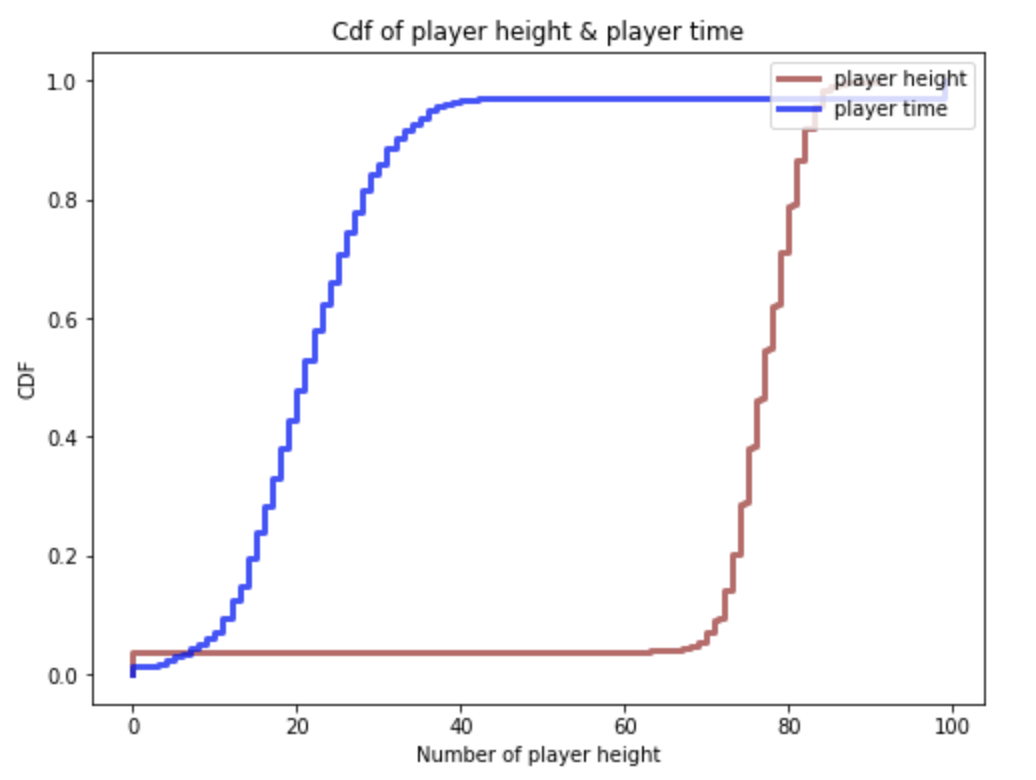 Cdf of player height & player time
player height
player time
1.0
0.8
0.6
0.4
0.2
0.0
CDF
0 20 40 60 80 100
Number of player height